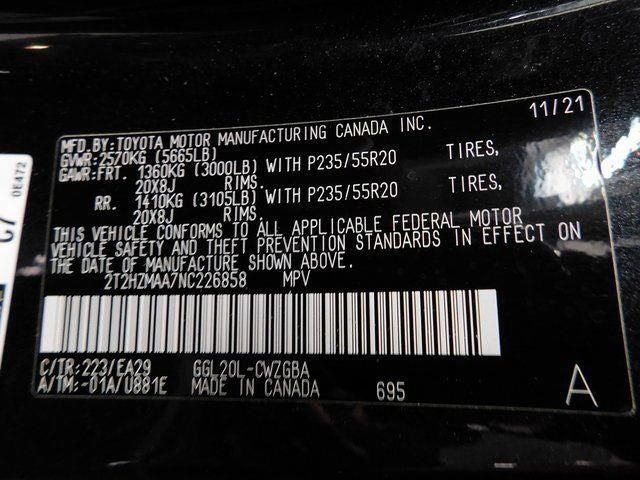 11/21
MFD.BY:TOYOTA MOTOR MANUFACTURING CANADA INC.
GVWR:2570KG (5665LB)
GAWR:FRT. 1360KG (3000LB) WITH P235/55R20 TIRES,
20X8J RIMS.
RR. 1410KG (3105LB) WITH P235/55R20 TIRES,
20X8J RIMS.
THIS VEHICLE CONFORMS TO ALL APPLICABLE FEDERAL MOTOR
VEHICLE SAFETY AND THEFT PREVENTION STANDARDS IN EFFECT ON
THE DATE OF MANUFACTURE SHOWN ABOVE.
2T2HZMAA7NC226858 MPV
C/TR:223/EA29 GGL20L-CWZGBA
A/TM:-01A/U881E MADE IN CANADA 695 A
0E472